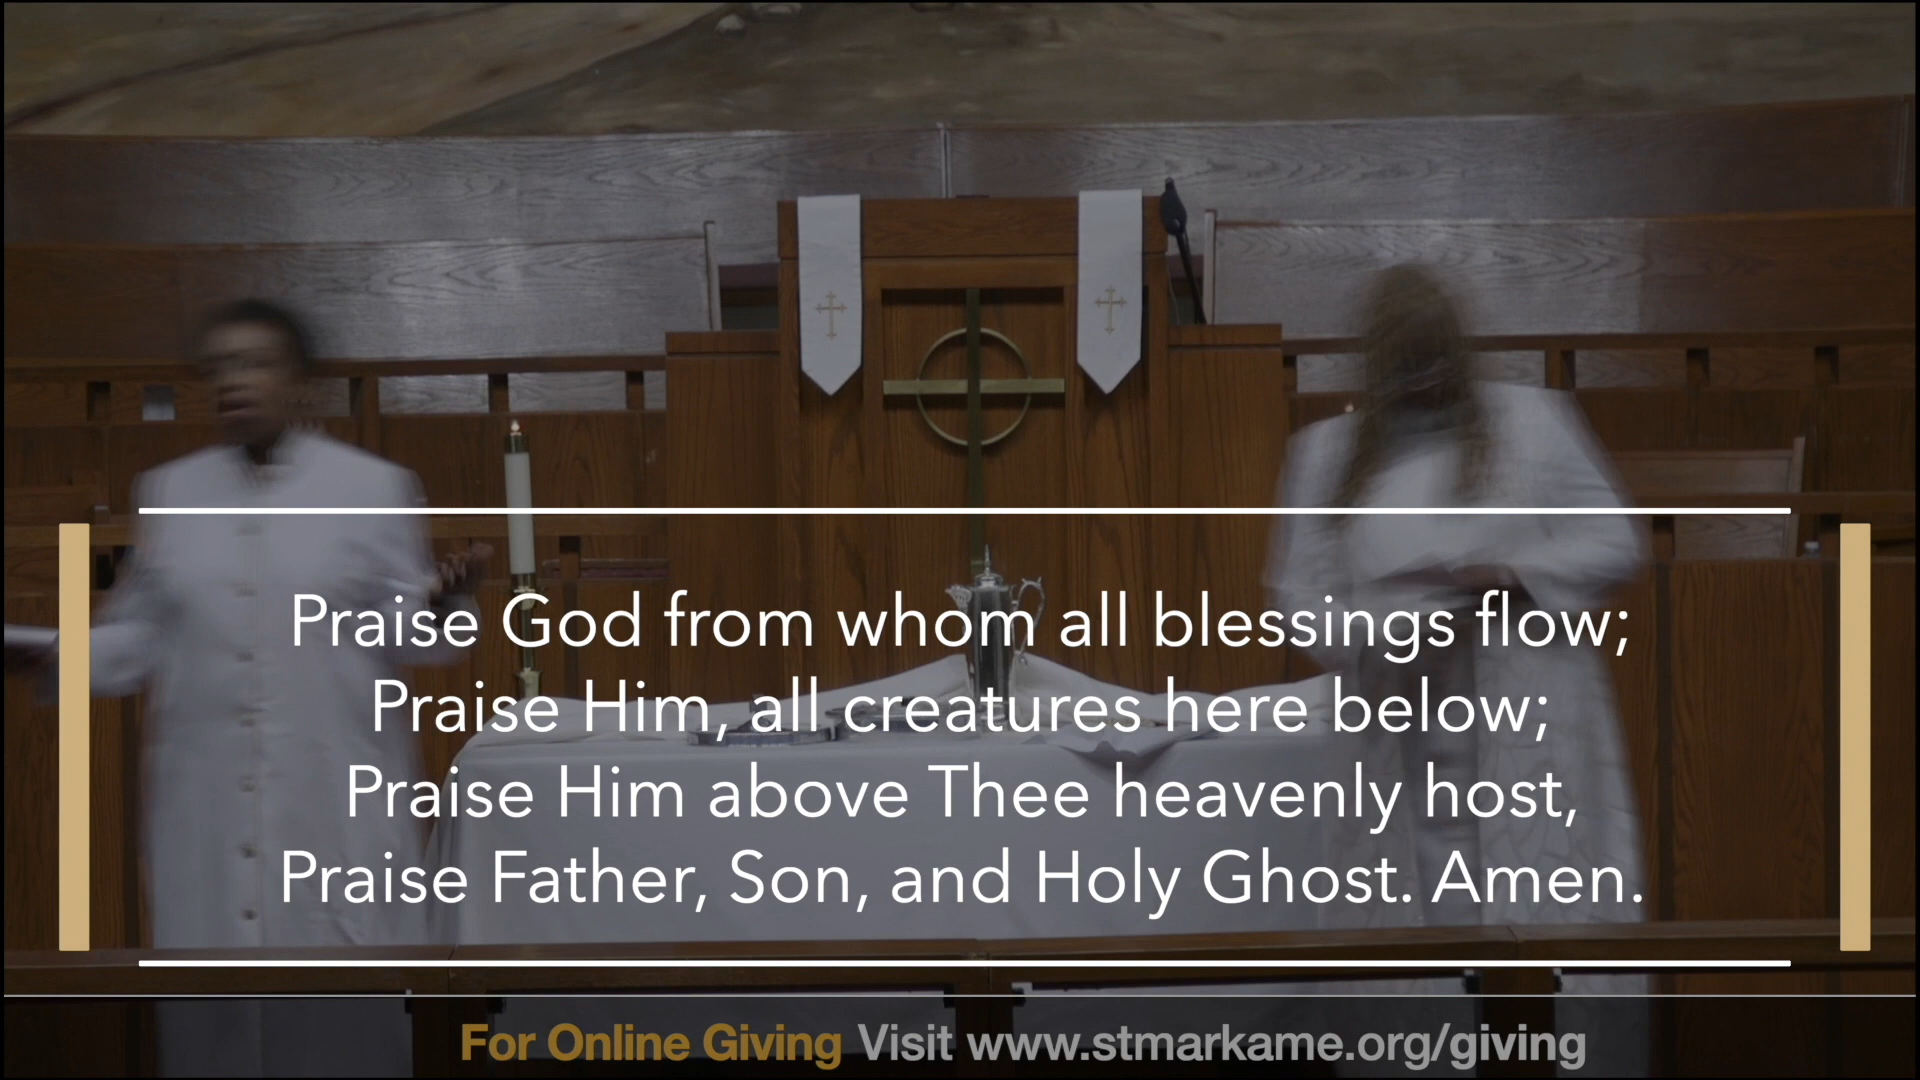 Praise God from whom all blessings flow;
Praise Him, all creatures here below;
Praise Him above Thee heavenly host,
Praise Father, Son, and Holy Ghost. Amen.
For Online Giving Visit www.stmarkame.org/giving